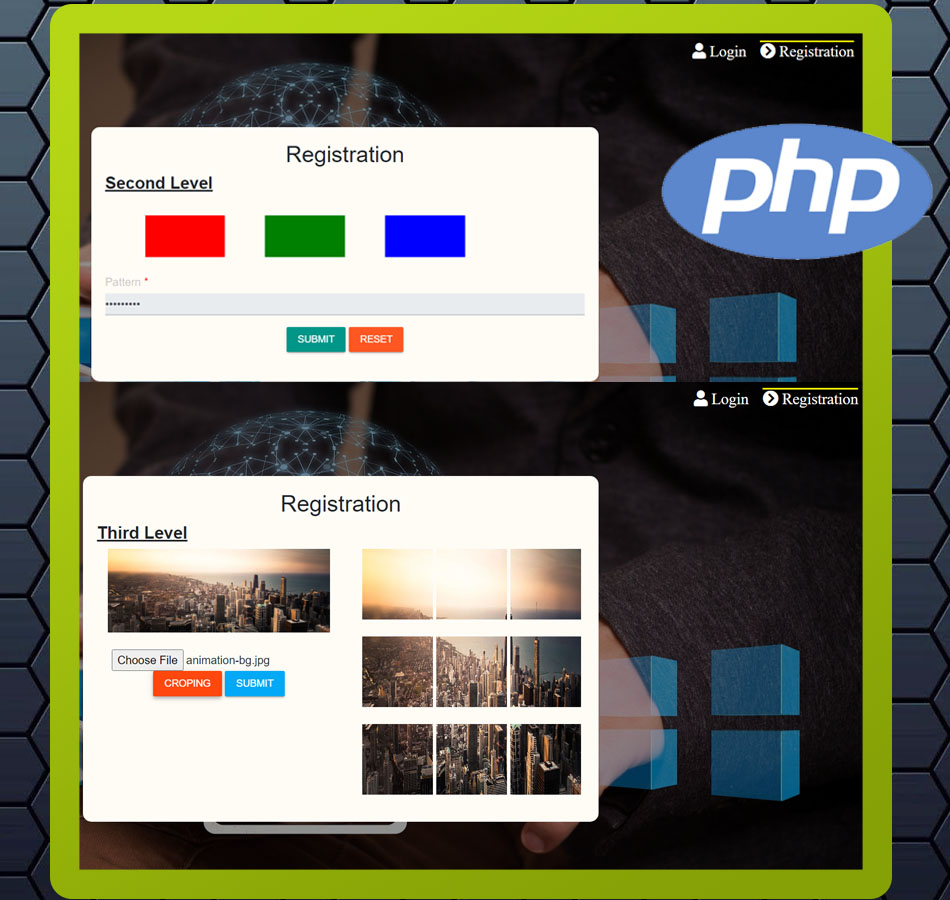 Login Registration
Registration
php
Second Level
Pattern *
•••••••••
SUBMIT RESET
Login Registration
Registration
Third Level
Choose File animation-bg.jpg
CROPING SUBMIT